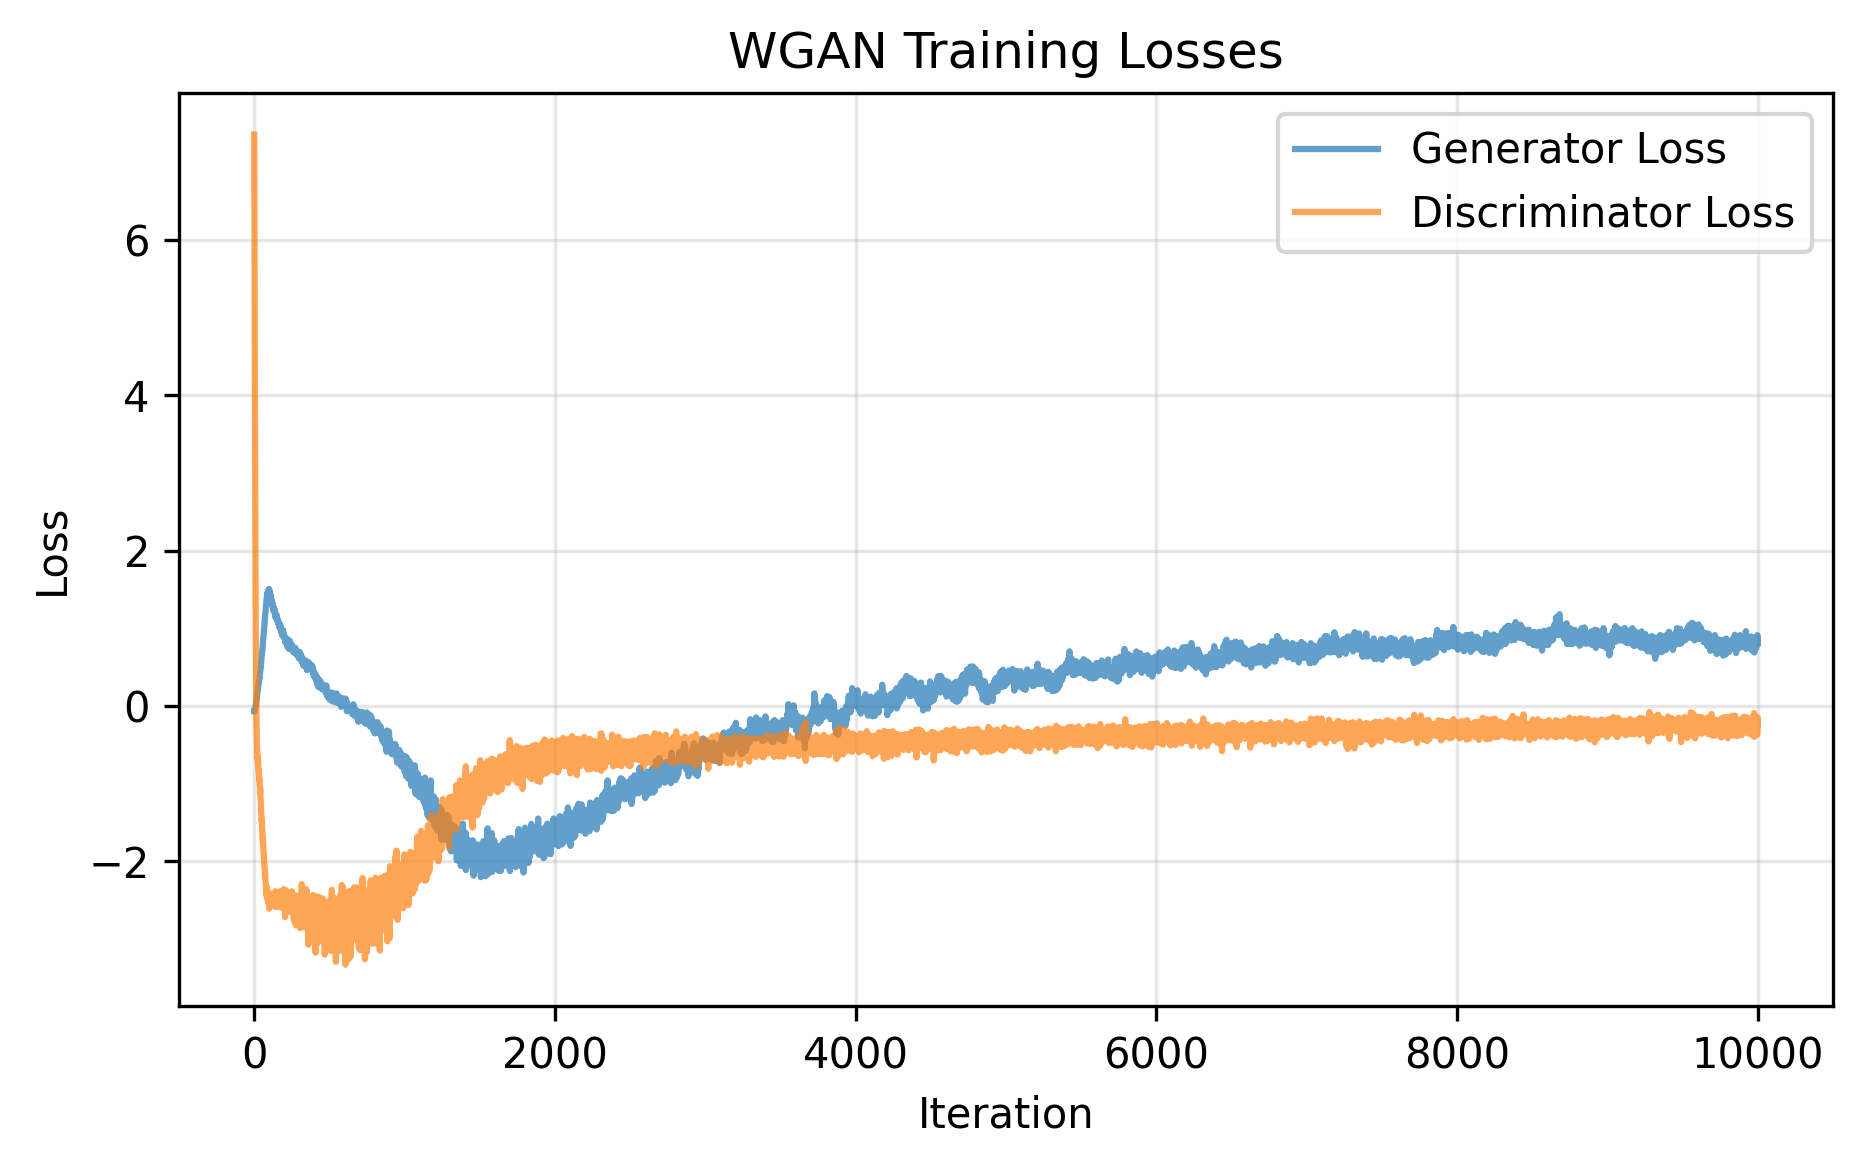 WGAN Training Losses
Generator Loss
Discriminator Loss
6
4
2
0
−2
Loss
0 2000 4000 6000 8000 10000
Iteration